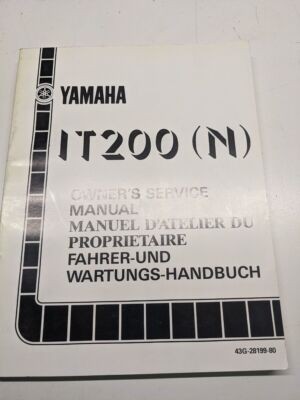 YAMAHA
IT200 (N)
OWNER'S SERVICE
MANUAL
MANUEL D'ATELIER DU
PROPRIETAIRE
FAHRER-UND
WARTUNGS-HANDBUCH
43G-28199-80